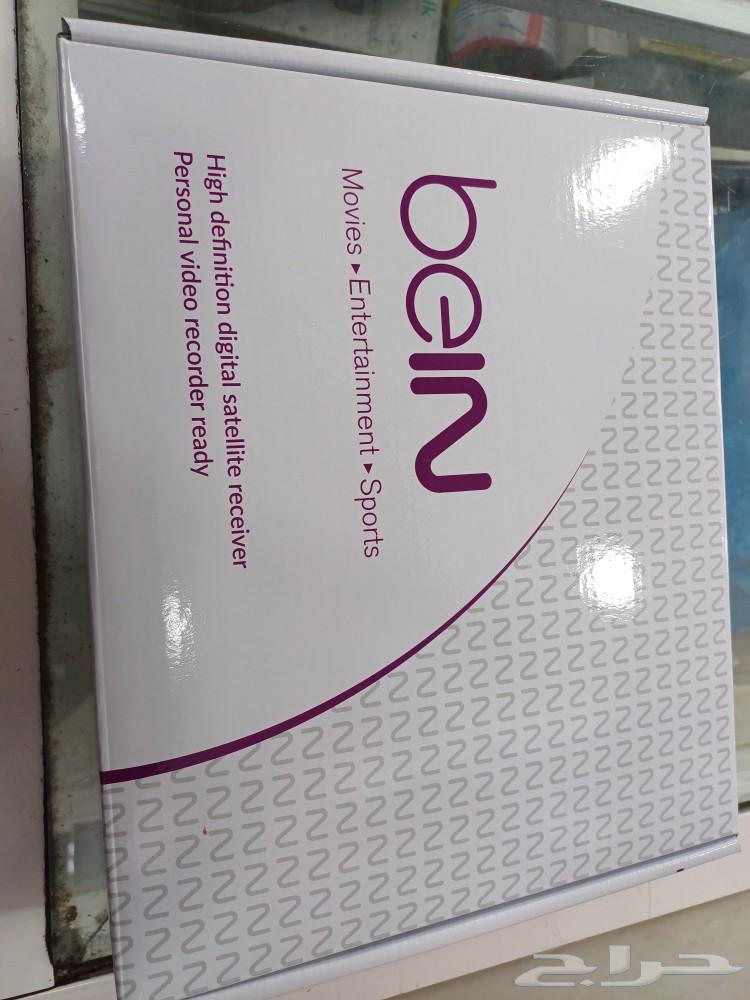 beIN
Movies ▸ Entertainment ▸ Sports
High definition digital satellite receiver
Personal video recorder ready
حراج